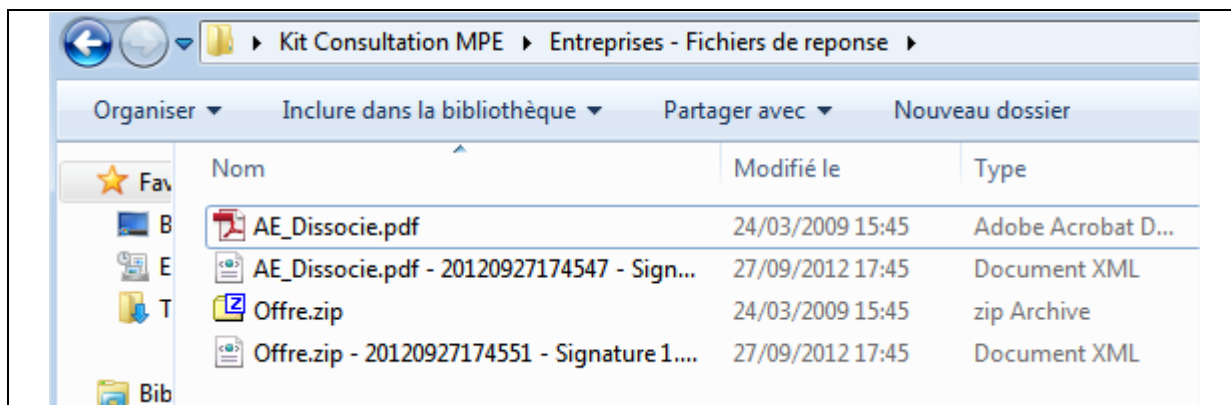 Kit Consultation MPE Entreprises - Fichiers de reponse
Organiser Inclure dans la bibliothèque Partager avec Nouveau dossier
Fav Nom Modifié le Type
B AE_Dissocie.pdf 24/03/2009 15:45 Adobe Acrobat D...
E AE_Dissocie.pdf - 20120927174547 - Sign... 27/09/2012 17:45 Document XML
T Offre.zip 24/03/2009 15:45 zip Archive
Offre.zip - 20120927174551 - Signature 1.... 27/09/2012 17:45 Document XML
Bib